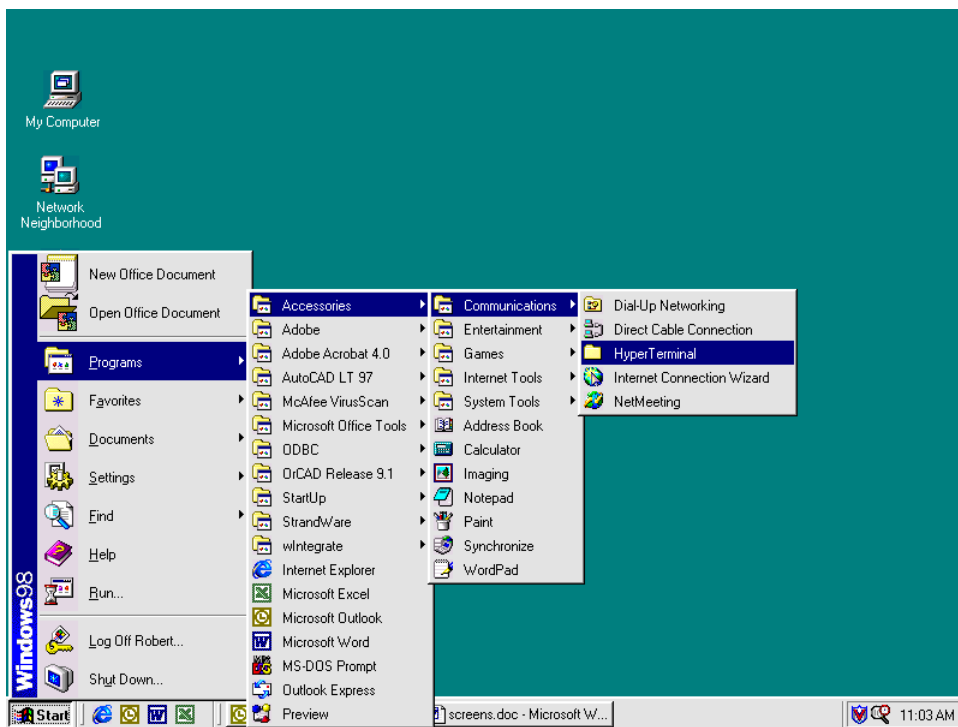 My Computer
Network
Neighborhood
Windows98
New Office Document
Open Office Document
Programs
Favorites
Documents
Settings
Find
Help
Run...
Log Off Robert...
Shut Down...
Accessories
Adobe
Adobe Acrobat 4.0
AutoCAD LT 97
McAfee VirusScan
Microsoft Office Tools
ODBC
OrCAD Release 9.1
StartUp
StrandWare
wIntegrate
Internet Explorer
Microsoft Excel
Microsoft Outlook
Microsoft Word
MS-DOS Prompt
Outlook Express
Preview
Communications
Entertainment
Games
Internet Tools
System Tools
Address Book
Calculator
Imaging
Notepad
Paint
Synchronize
WordPad
Dial-Up Networking
Direct Cable Connection
HyperTerminal
Internet Connection Wizard
NetMeeting
Start
screens.doc - Microsoft W...
11:03 AM